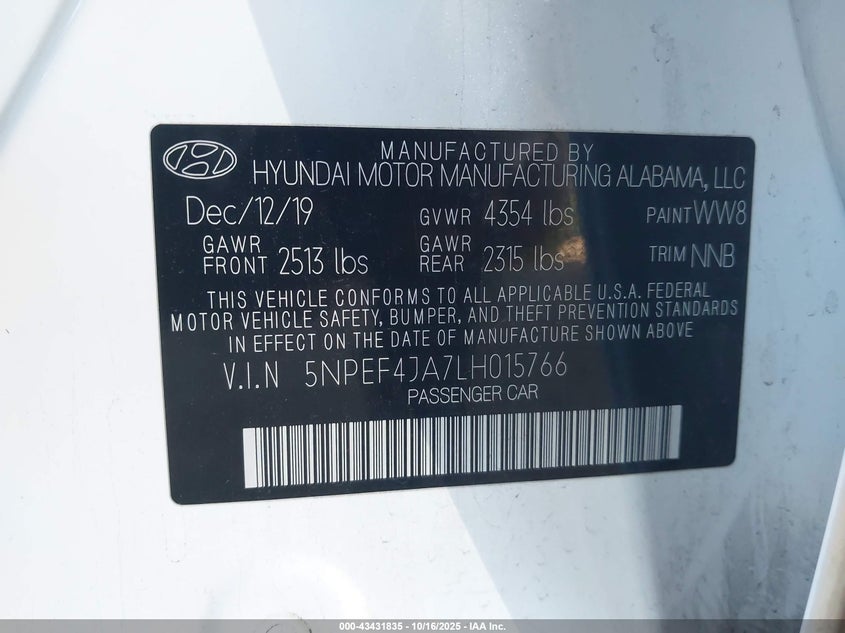 MANUFACTURED BY
HYUNDAI MOTOR MANUFACTURING ALABAMA, LLC
Dec/12/19 GVWR 4354 lbs PAINT WW8
GAWR FRONT 2513 lbs GAWR REAR 2315 lbs TRIM NNB
THIS VEHICLE CONFORMS TO ALL APPLICABLE U.S.A. FEDERAL
MOTOR VEHICLE SAFETY, BUMPER, AND THEFT PREVENTION STANDARDS
IN EFFECT ON THE DATE OF MANUFACTURE SHOWN ABOVE
V.I.N 5NPEF4JA7LH015766
PASSENGER CAR
000-43431835 - 10/16/2025 - IAA Inc.